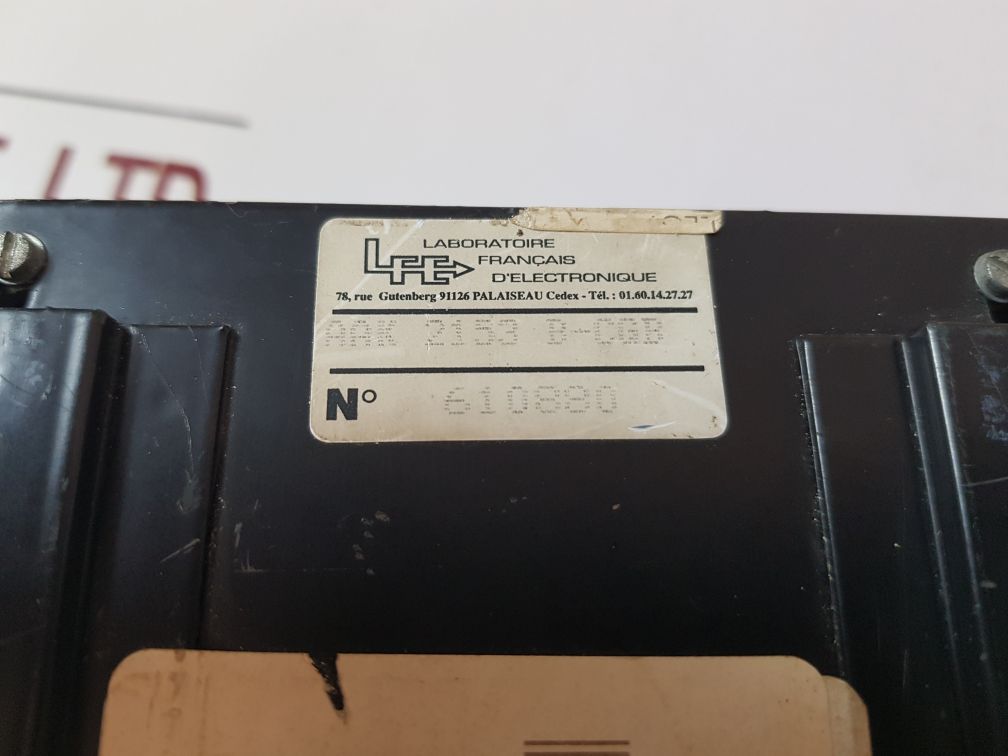 LTD
LFE
LABORATOIRE
FRANÇAIS
D'ELECTRONIQUE
78, rue Gutenberg 91126 PALAISEAU Cedex - Tél. : 01.60.14.27.27
N°